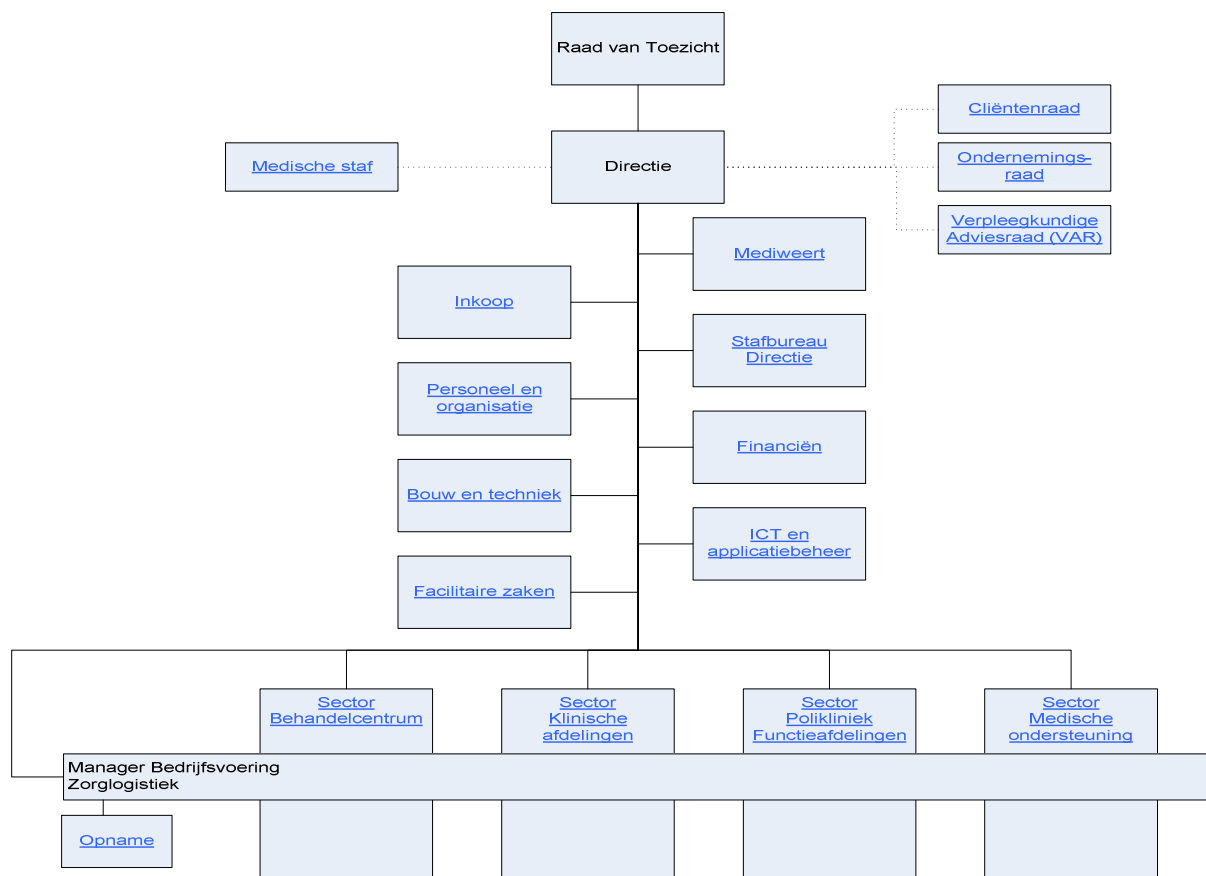 Raad van Toezicht
Cliëntenraad
Medische staf
Directie
Ondernemings-
raad
Verpleegkundige
Adviesraad (VAR)
Mediweert
Inkoop
Stafbureau
Directie
Personeel en
organisatie
Financiën
Bouw en techniek
ICT en
applicatiebeheer
Facilitaire zaken
Sector
Behandelcentrum
Sector
Klinische
afdelingen
Sector
Polikliniek
Functieafdelingen
Sector
Medische
ondersteuning
Manager Bedrijfsvoering
Zorglogistiek
Opname